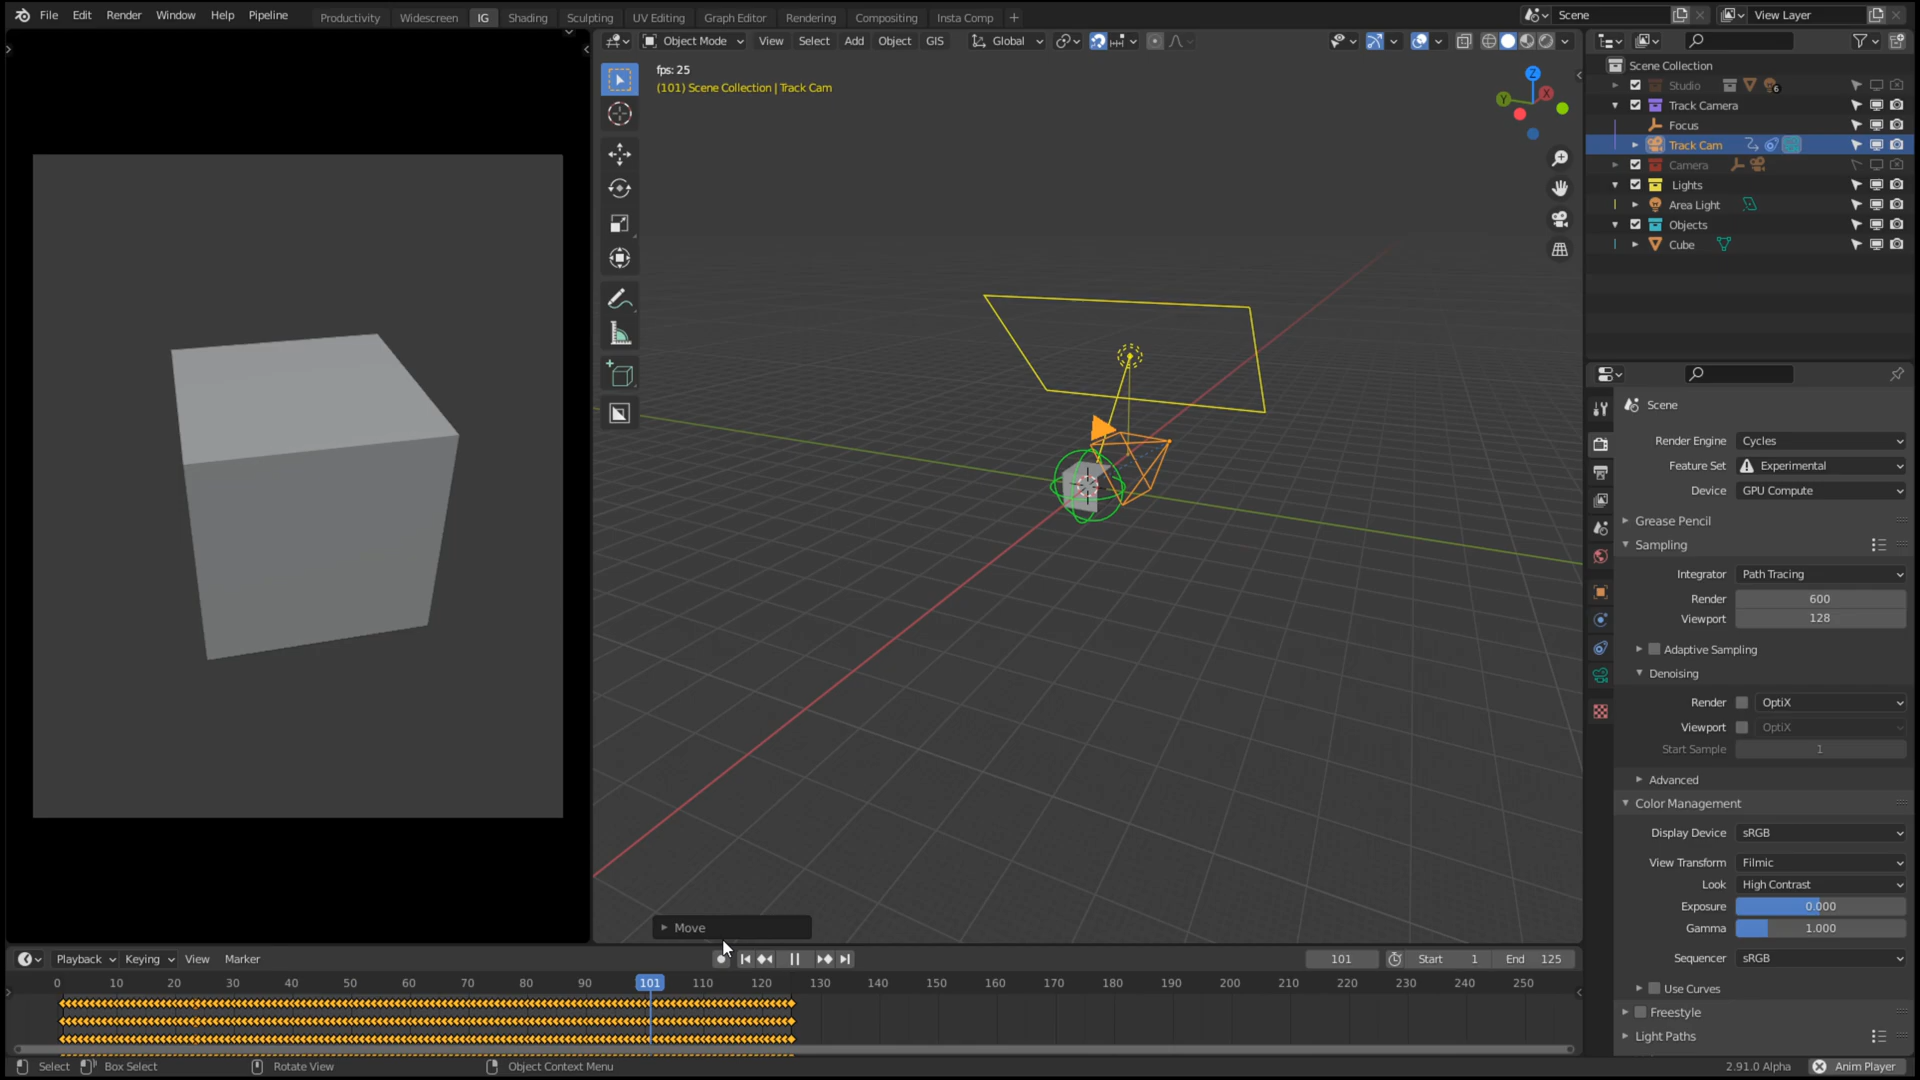 File Edit Render Window Help Pipeline Productivity Widescreen IG Shading Sculpting UV Editing Graph Editor Rendering Compositing Insta Comp + Scene View Layer
Object Mode View Select Add Object GIS Global
fps: 25
(101) Scene Collection | Track Cam
Z
Y
X
Scene Collection
Studio 6
Track Camera
Focus
Track Cam
Camera
Lights
Area Light
Objects
Cube
Scene
Render Engine Cycles
Feature Set Experimental
Device GPU Compute
Grease Pencil
Sampling
Integrator Path Tracing
Render 600
Viewport 128
Adaptive Sampling
Denoising
Render OptiX
Viewport OptiX
Start Sample 1
Advanced
Color Management
Display Device sRGB
View Transform Filmic
Look High Contrast
Exposure 0.000
Gamma 1.000
Sequencer sRGB
Use Curves
Freestyle
Light Paths
Move
Playback Keying View Marker 101 Start 1 End 125
0 10 20 30 40 50 60 70 80 90 101 110 120 130 140 150 160 170 180 190 200 210 220 230 240 250
Select Box Select Rotate View Object Context Menu 2.91.0 Alpha Anim Player